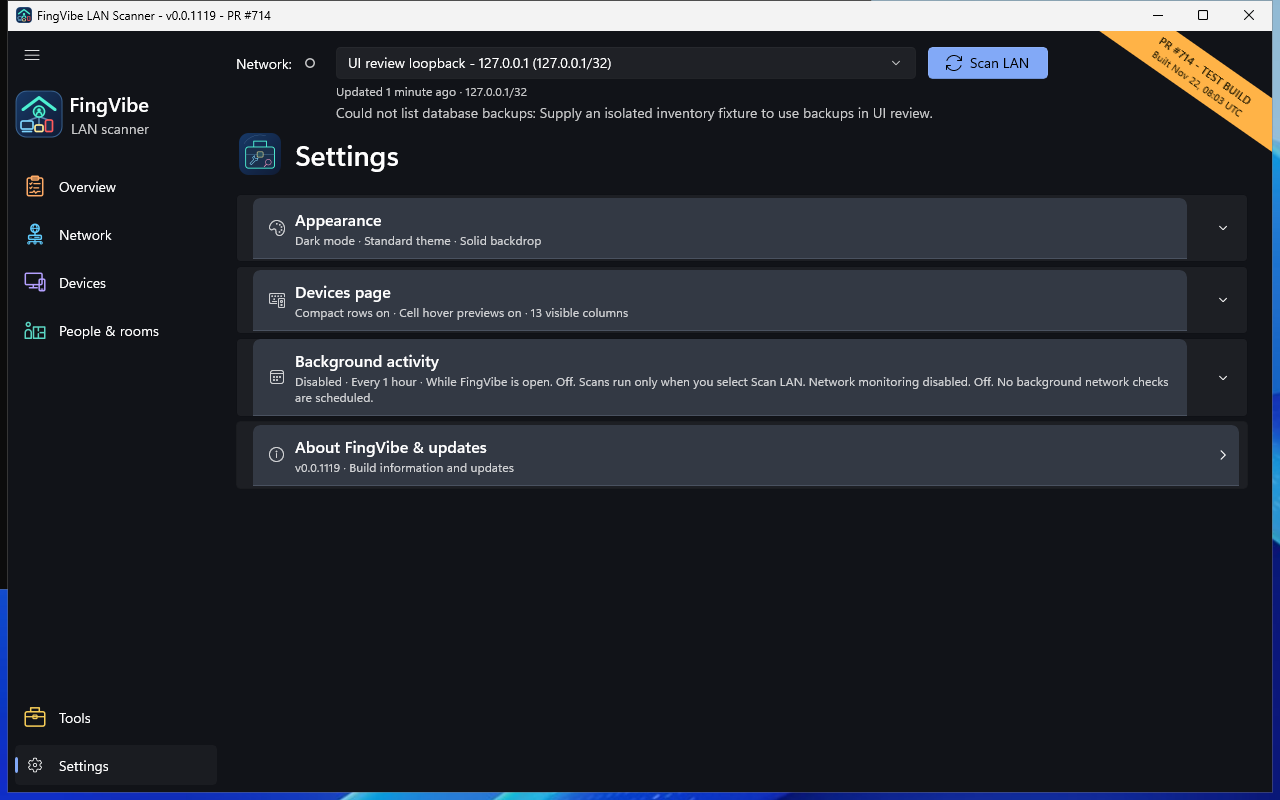 FingVibe LAN Scanner - v0.0.1119 - PR #714
Network:
UI review loopback - 127.0.0.1 (127.0.0.1/32)
Scan LAN
PR #714 - TEST BUILD
Built Nov 22, 08:03 UTC
Updated 1 minute ago · 127.0.0.1/32
Could not list database backups: Supply an isolated inventory fixture to use backups in UI review.
FingVibe
LAN scanner
Overview
Network
Devices
People & rooms
Tools
Settings
Settings
Appearance
Dark mode · Standard theme · Solid backdrop
Devices page
Compact rows on · Cell hover previews on · 13 visible columns
Background activity
Disabled · Every 1 hour · While FingVibe is open. Off. Scans run only when you select Scan LAN. Network monitoring disabled. Off. No background network checks
are scheduled.
About FingVibe & updates
v0.0.1119 · Build information and updates